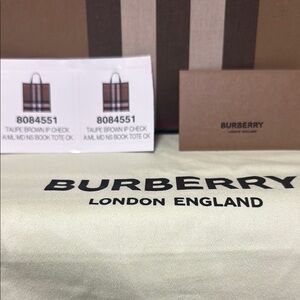 8084551
TAUPE BROWN IP CHECK
A:ML MD NS BOOK TOTE CK
8084551
TAUPE BROWN IP CHECK
A:ML MD NS BOOK TOTE CK
BURBERRY
LONDON ENGLAND
BURBERRY
LONDON ENGLAND